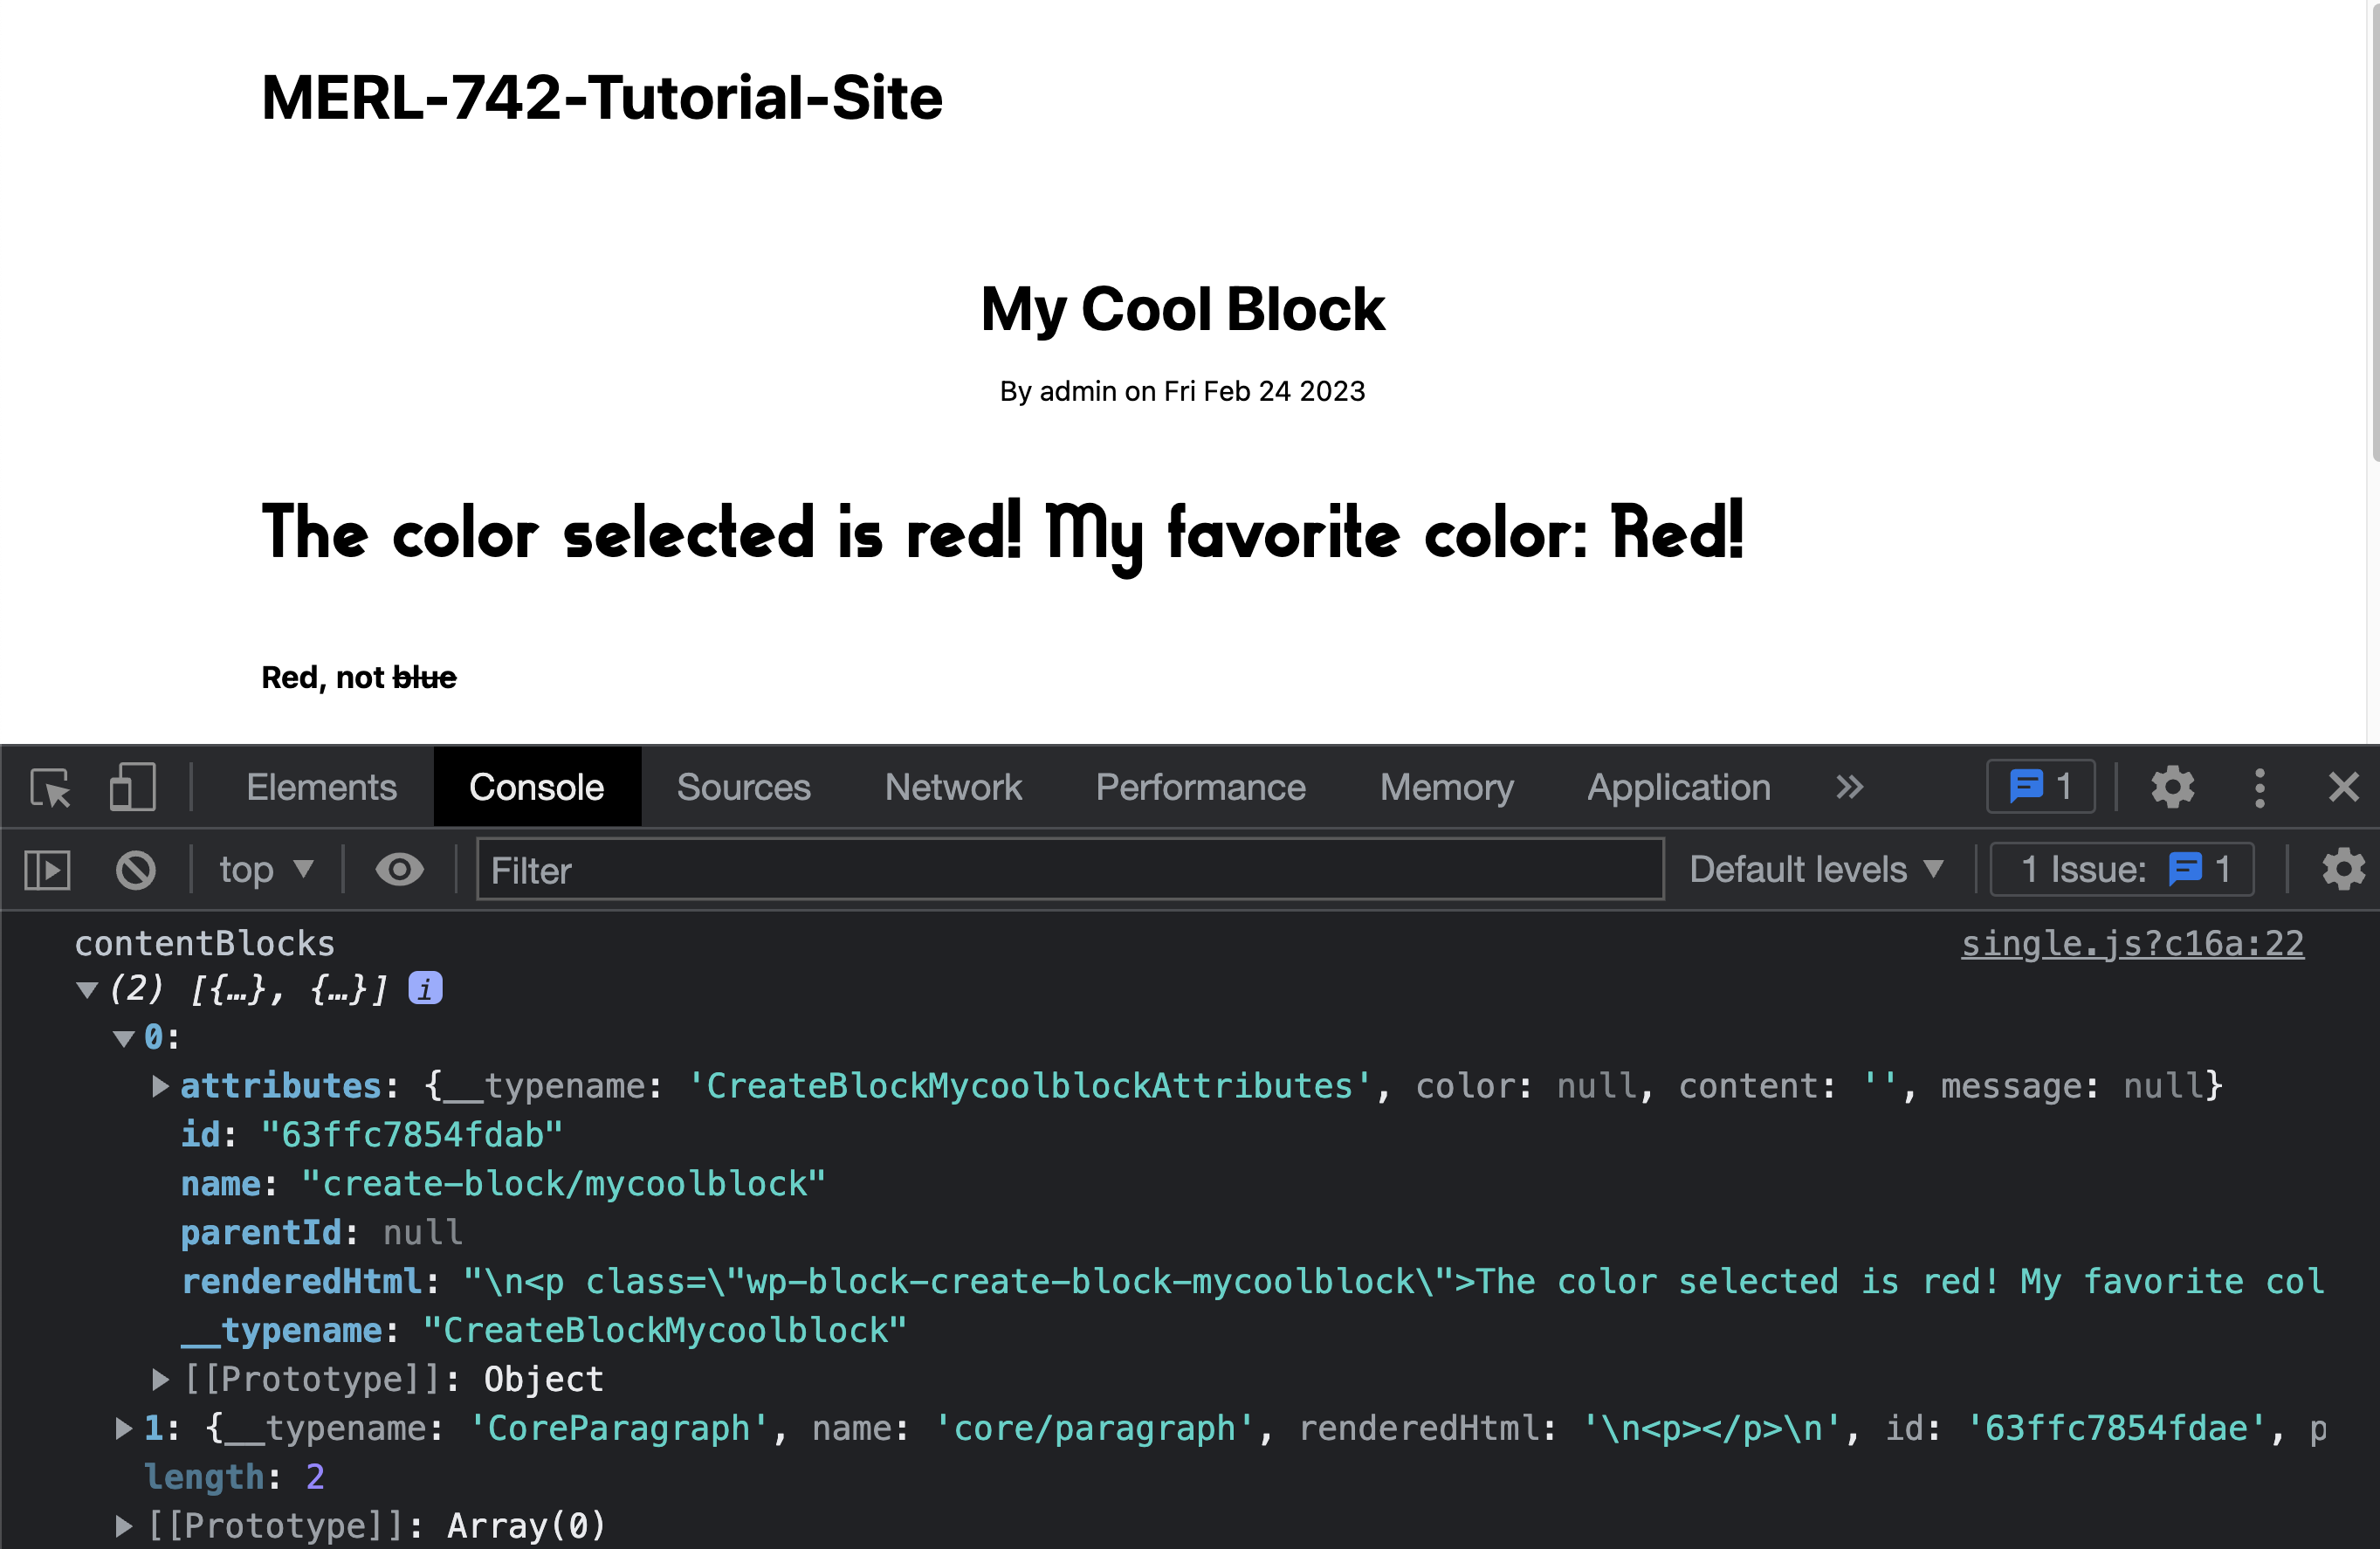 MERL-742-Tutorial-Site
My Cool Block
By admin on Fri Feb 24 2023
The color selected is red! My favorite color: Red!
Red, not blue
Elements Console Sources Network Performance Memory Application 1
top Filter Default levels 1 Issue: 1
contentBlocks single.js?c16a:22
(2) [{…}, {…}] i
0:
attributes: {__typename: 'CreateBlockMycoolblockAttributes', color: null, content: '', message: null}
id: "63ffc7854fdab"
name: "create-block/mycoolblock"
parentId: null
renderedHtml: "\n<p class=\"wp-block-create-block-mycoolblock\">The color selected is red! My favorite col
__typename: "CreateBlockMycoolblock"
[[Prototype]]: Object
1: {__typename: 'CoreParagraph', name: 'core/paragraph', renderedHtml: '\n<p></p>\n', id: '63ffc7854fdae', p
length: 2
[[Prototype]]: Array(0)